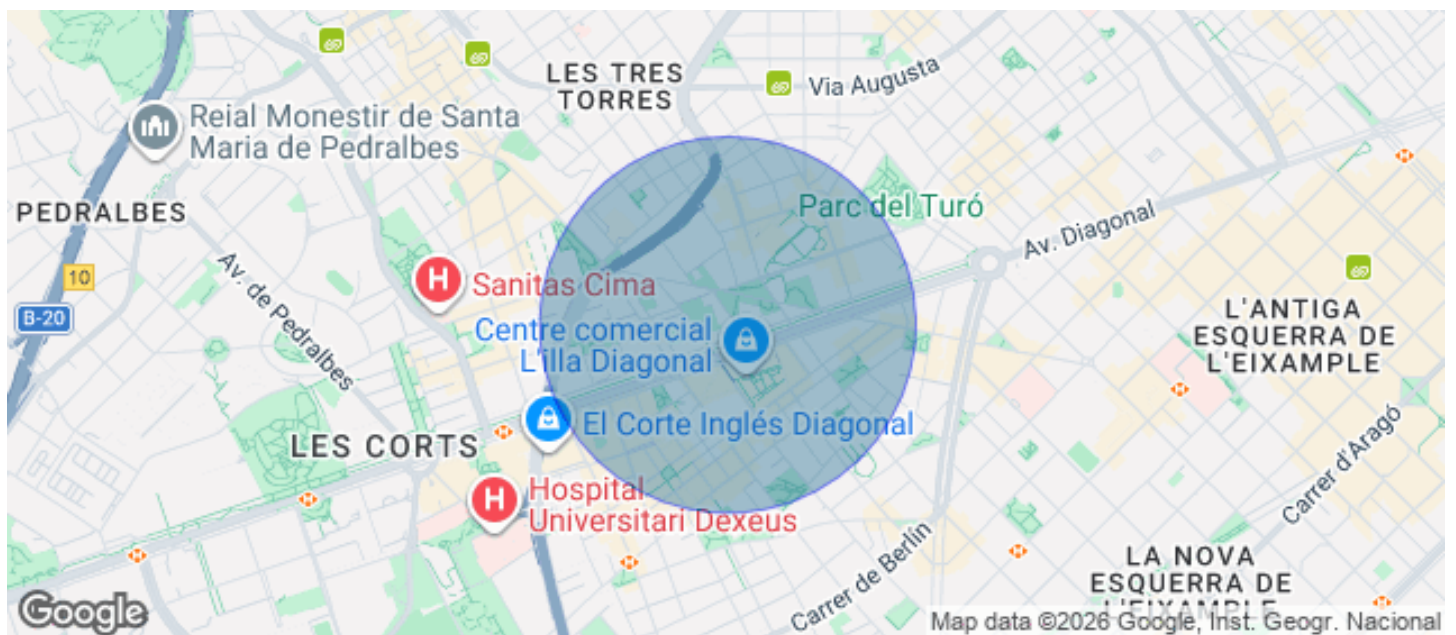 LES TRES
TORRES
Via Augusta
Reial Monestir de Santa
Maria de Pedralbes
PEDRALBES
Parc del Turó
Av. Diagonal
10
B-20
Av. de Pedralbes
H
Sanitas Cima
Centre comercial
L'illa Diagonal
L'ANTIGA
ESQUERRA DE
L'EIXAMPLE
El Corte Inglés Diagonal
LES CORTS
Carrer d'Aragó
H
Hospital
Universitari Dexeus
Carrer de Berlín
LA NOVA
ESQUERRA DE
L'EIXAMPLE
Google
Map data ©2026 Google, Inst. Geogr. Nacional